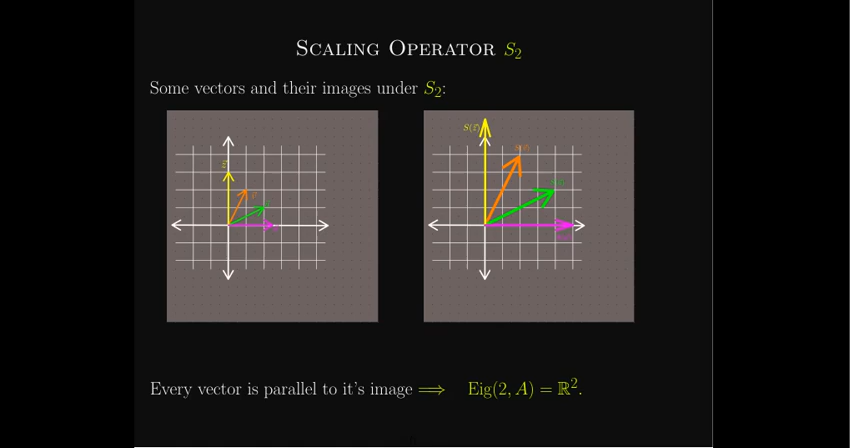 Scaling Operator S₂
Some vectors and their images under S₂:
S(z⃗)
Every vector is parallel to it's image ⟹ Eig(2, A) = ℝ².